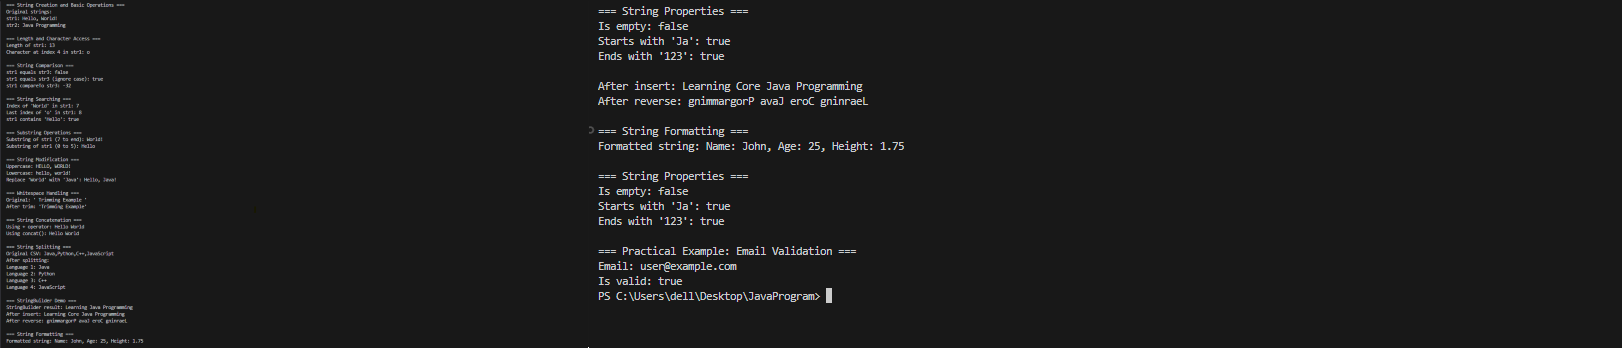 === String Creation and Basic Operations ===
Original strings:
str1: Hello, World!
str2: Java Programming

=== Length and Character Access ===
Length of str1: 13
Character at index 4 in str1: o

=== String Comparison ===
str1 equals str3: false
str1 equals str3 (ignore case): true
str1 compareTo str3: -32

=== String Searching ===
Index of 'World' in str1: 7
Last index of 'o' in str1: 8
str1 contains 'Hello': true

=== Substring Operations ===
Substring of str1 (7 to end): World!
Substring of str1 (0 to 5): Hello

=== String Modification ===
Uppercase: HELLO, WORLD!
Lowercase: hello, world!
Replace 'World' with 'Java': Hello, Java!

=== Whitespace Handling ===
Original: ' Trimming Example '
After trim: 'Trimming Example'

=== String Concatenation ===
Using + operator: Hello World
Using concat(): Hello World

=== String Splitting ===
Original CSV: Java,Python,C++,JavaScript
After splitting:
Language 1: Java
Language 2: Python
Language 3: C++
Language 4: JavaScript

=== StringBuilder Demo ===
StringBuilder result: Learning Java Programming
After insert: Learning Core Java Programming
After reverse: gnimmargorP avaJ eroC gninraeL

=== String Formatting ===
Formatted string: Name: John, Age: 25, Height: 1.75

=== String Properties ===
Is empty: false
Starts with 'Ja': true
Ends with '123': true

After insert: Learning Core Java Programming
After reverse: gnimmargorP avaJ eroC gninraeL

=== String Formatting ===
Formatted string: Name: John, Age: 25, Height: 1.75

=== String Properties ===
Is empty: false
Starts with 'Ja': true
Ends with '123': true

=== Practical Example: Email Validation ===
Email: user@example.com
Is valid: true
PS C:\Users\dell\Desktop\JavaProgram>